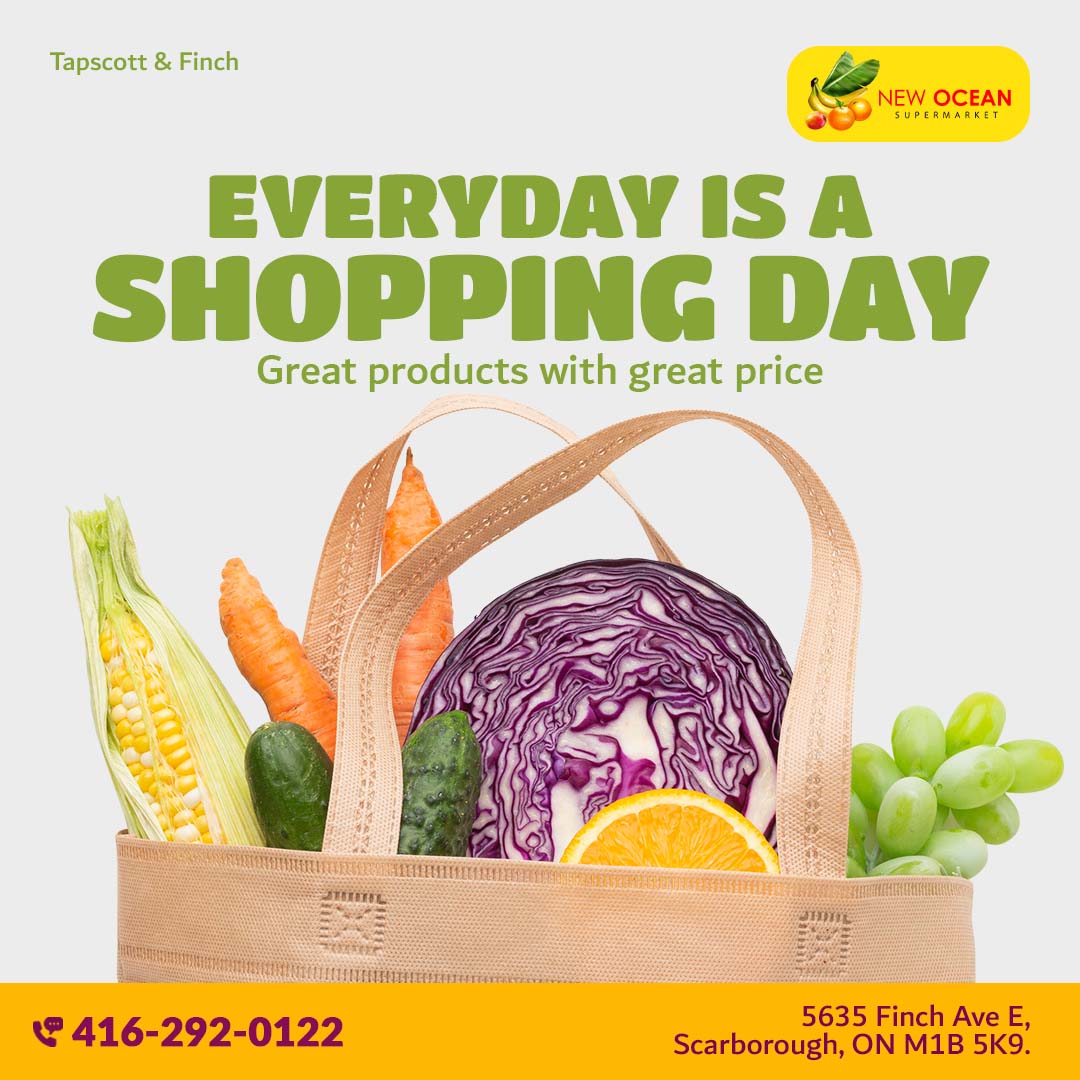 Tapscott & Finch
NEW OCEAN
SUPERMARKET
EVERYDAY IS A
SHOPPING DAY
Great products with great price
416-292-0122
5635 Finch Ave E,
Scarborough, ON M1B 5K9.